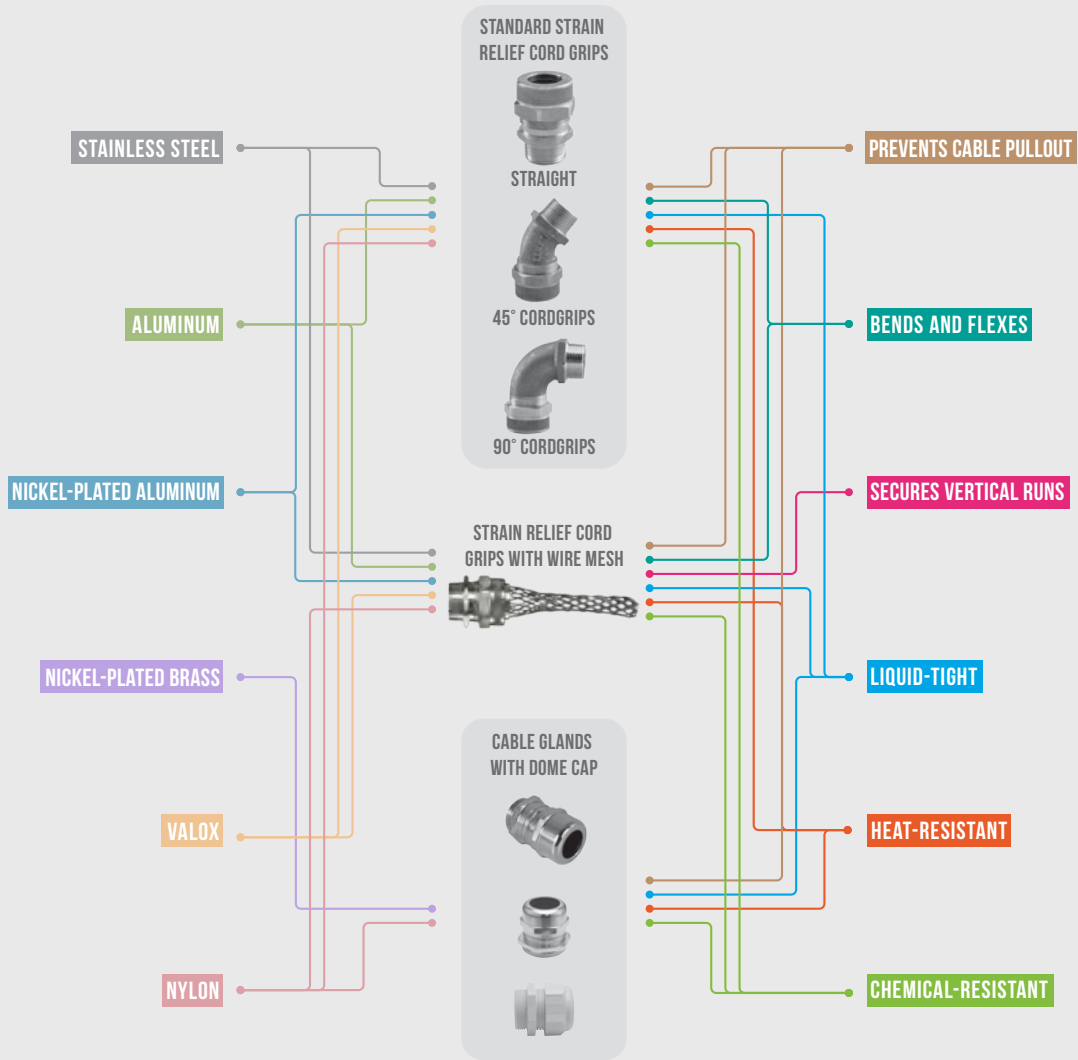 STANDARD STRAIN
RELIEF CORD GRIPS
STRAIGHT
45° CORDGRIPS
90° CORDGRIPS
STRAIN RELIEF CORD
GRIPS WITH WIRE MESH
CABLE GLANDS
WITH DOME CAP
STAINLESS STEEL
ALUMINUM
NICKEL-PLATED ALUMINUM
NICKEL-PLATED BRASS
VALOX
NYLON
PREVENTS CABLE PULLOUT
BENDS AND FLEXES
SECURES VERTICAL RUNS
LIQUID-TIGHT
HEAT-RESISTANT
CHEMICAL-RESISTANT